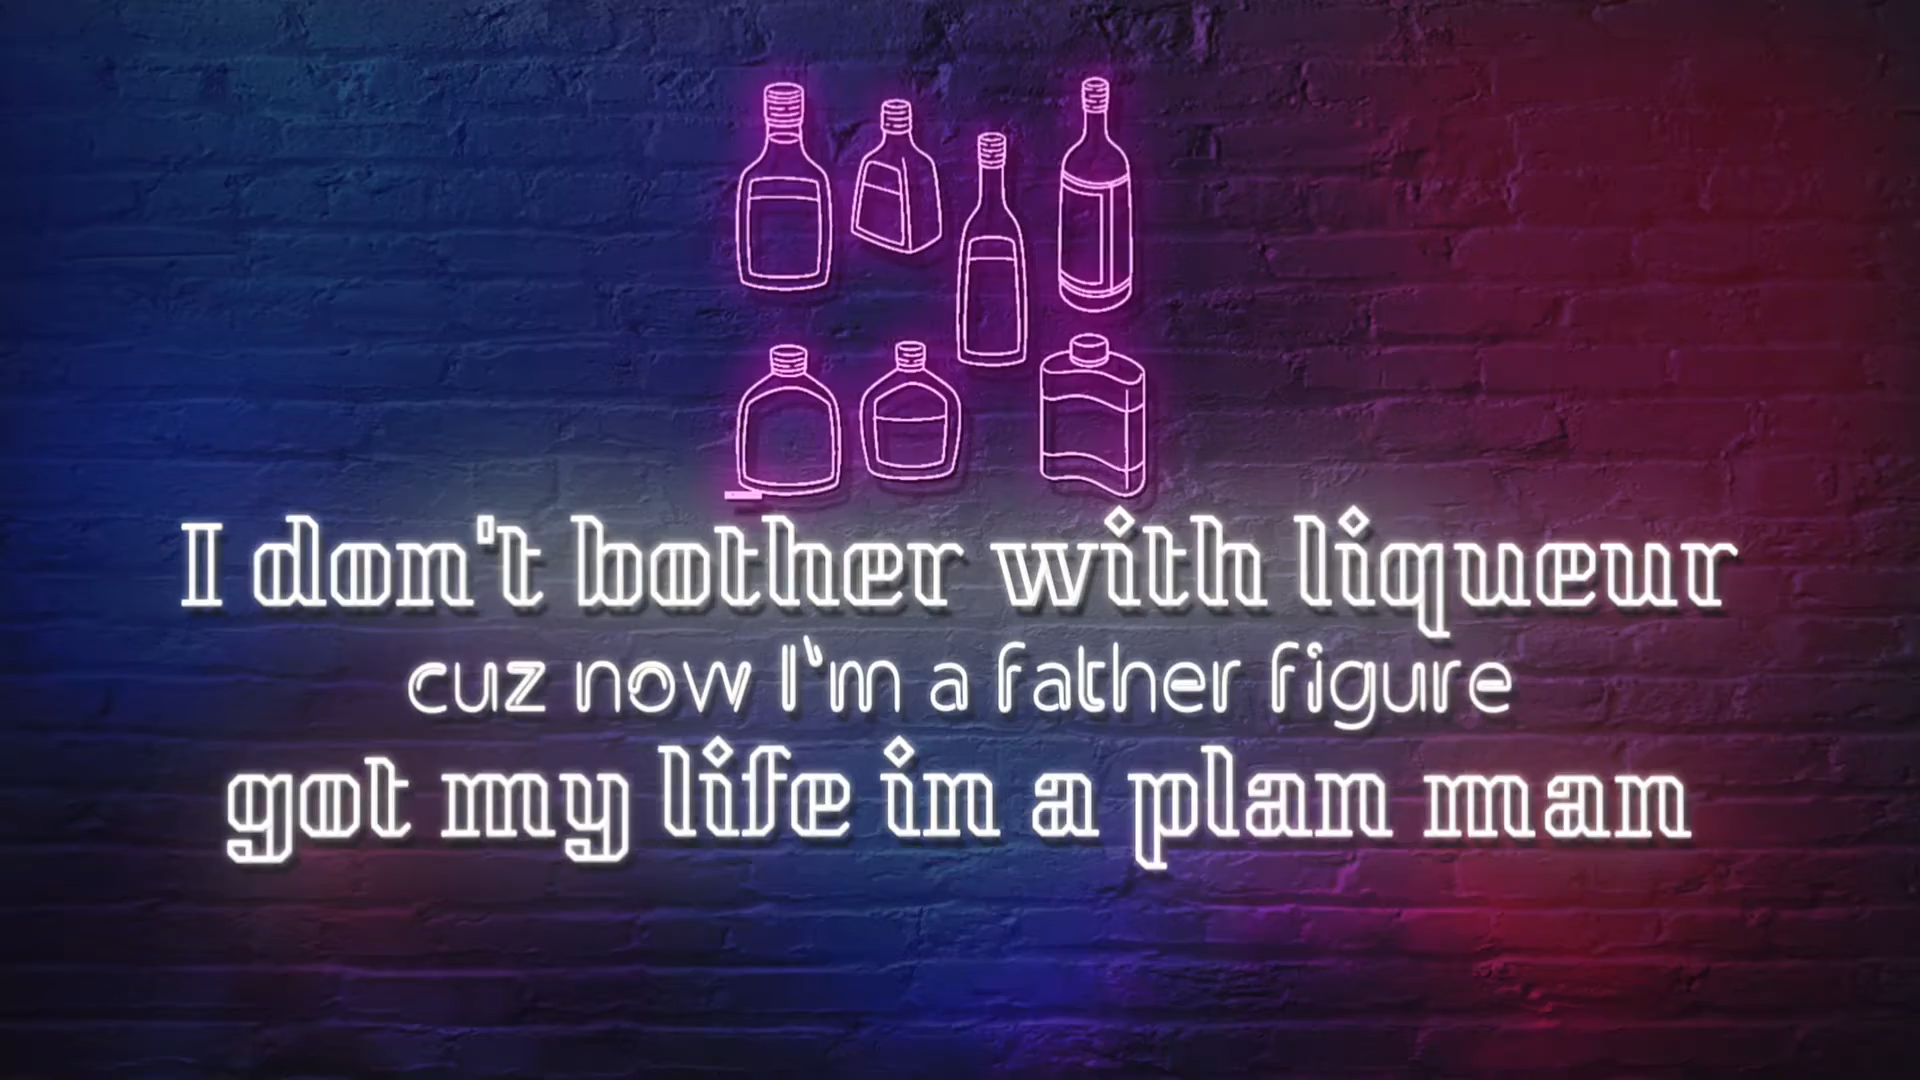 I don't bother with liqueur
cuz now I'm a father figure
got my life in a plan man